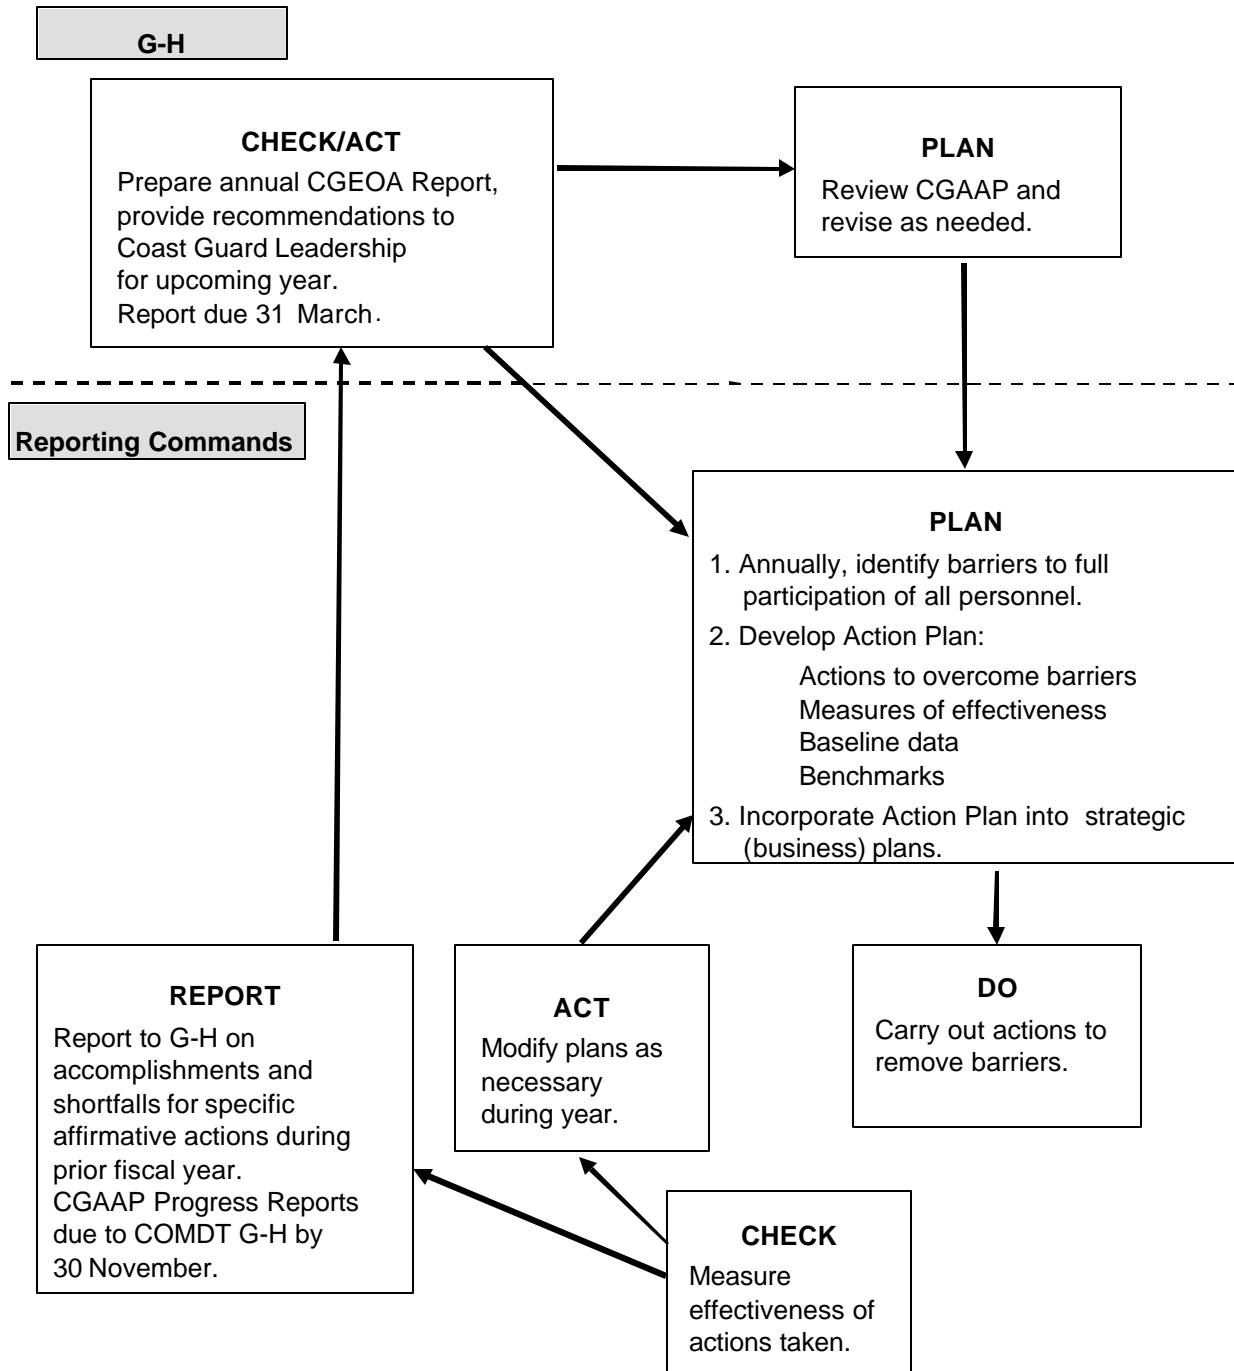 G-H
CHECK/ACT
Prepare annual CGEOA Report,
provide recommendations to
Coast Guard Leadership
for upcoming year.
Report due 31 March.
PLAN
Review CGAAP and
revise as needed.
Reporting Commands
PLAN
1. Annually, identify barriers to full
participation of all personnel.
2. Develop Action Plan:
Actions to overcome barriers
Measures of effectiveness
Baseline data
Benchmarks
3. Incorporate Action Plan into strategic
(business) plans.
REPORT
Report to G-H on
accomplishments and
shortfalls for specific
affirmative actions during
prior fiscal year.
CGAAP Progress Reports
due to COMDT G-H by
30 November.
ACT
Modify plans as
necessary
during year.
DO
Carry out actions to
remove barriers.
CHECK
Measure
effectiveness of
actions taken.